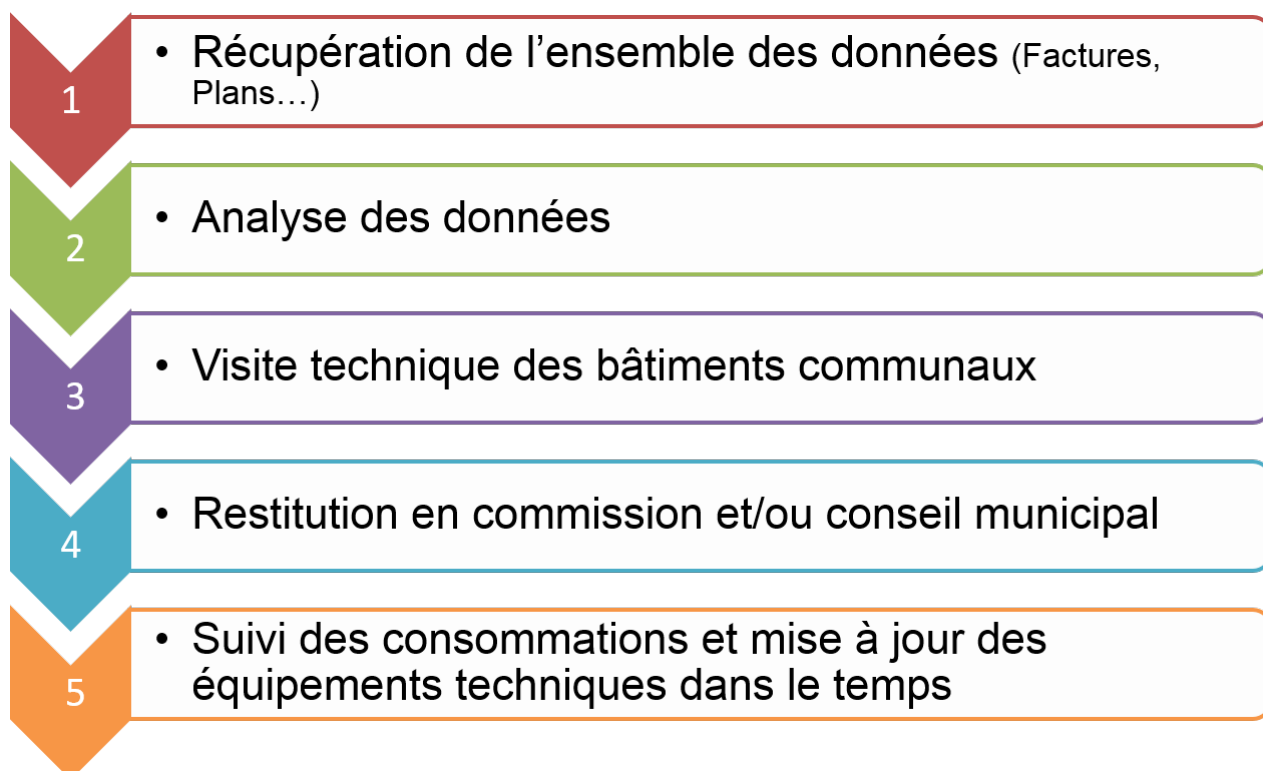 1
• Récupération de l’ensemble des données (Factures,
Plans…)
2
• Analyse des données
3
• Visite technique des bâtiments communaux
4
• Restitution en commission et/ou conseil municipal
5
• Suivi des consommations et mise à jour des
équipements techniques dans le temps